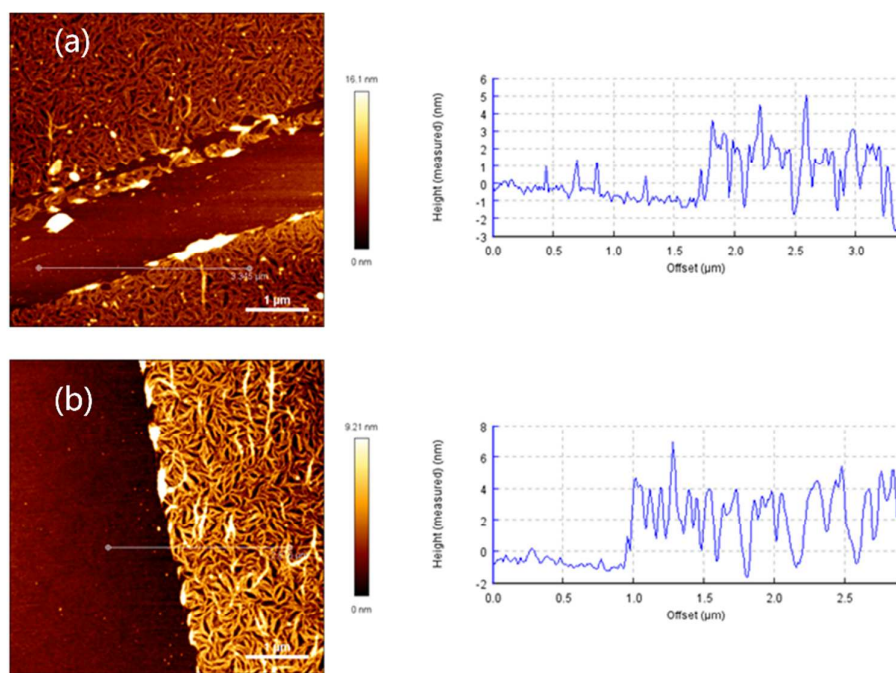 (a)
16.1 nm
0 nm
3.345 µm
1 µm
Height (measured) (nm)
6
5
4
3
2
1
0
-1
-2
-3
0.0 0.5 1.0 1.5 2.0 2.5 3.0
Offset (µm)
(b)
9.21 nm
0 nm
1 µm
Height (measured) (nm)
8
6
4
2
0
-2
0.0 0.5 1.0 1.5 2.0 2.5
Offset (µm)